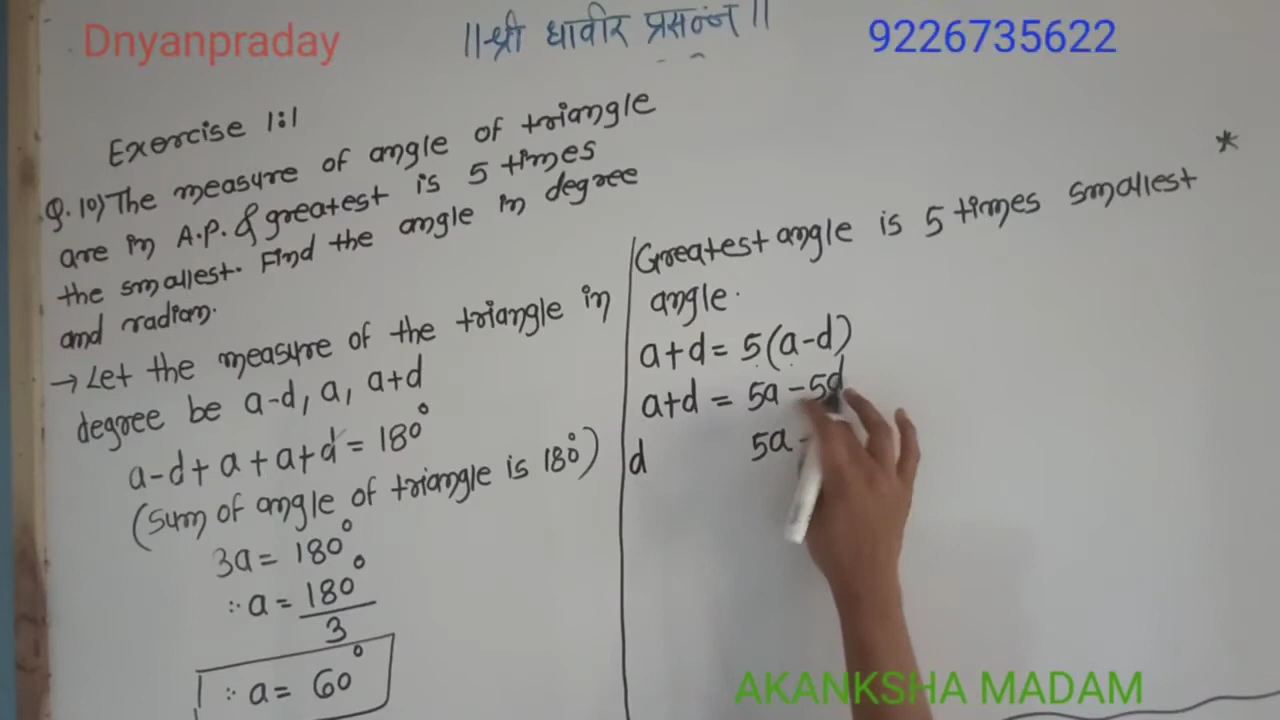 Dnyanpraday
॥श्री धावीर प्रसन्न॥
9226735622
Exercise 1:1
Q.10) The measure of angle of triangle
are in A.P. & greatest is 5 times
the smallest. Find the angle in degree
and radian.
→ Let the measure of the triangle in
degree be a-d, a, a+d
a-d+a+a+d=180°
(sum of angle of triangle is 180°)
3a=180°
∴a=180°
3
∴a=60°
Greatest angle is 5 times smallest *
angle.
a+d=5(a-d)
a+d=5a-5d
d 5a-
AKANKSHA MADAM